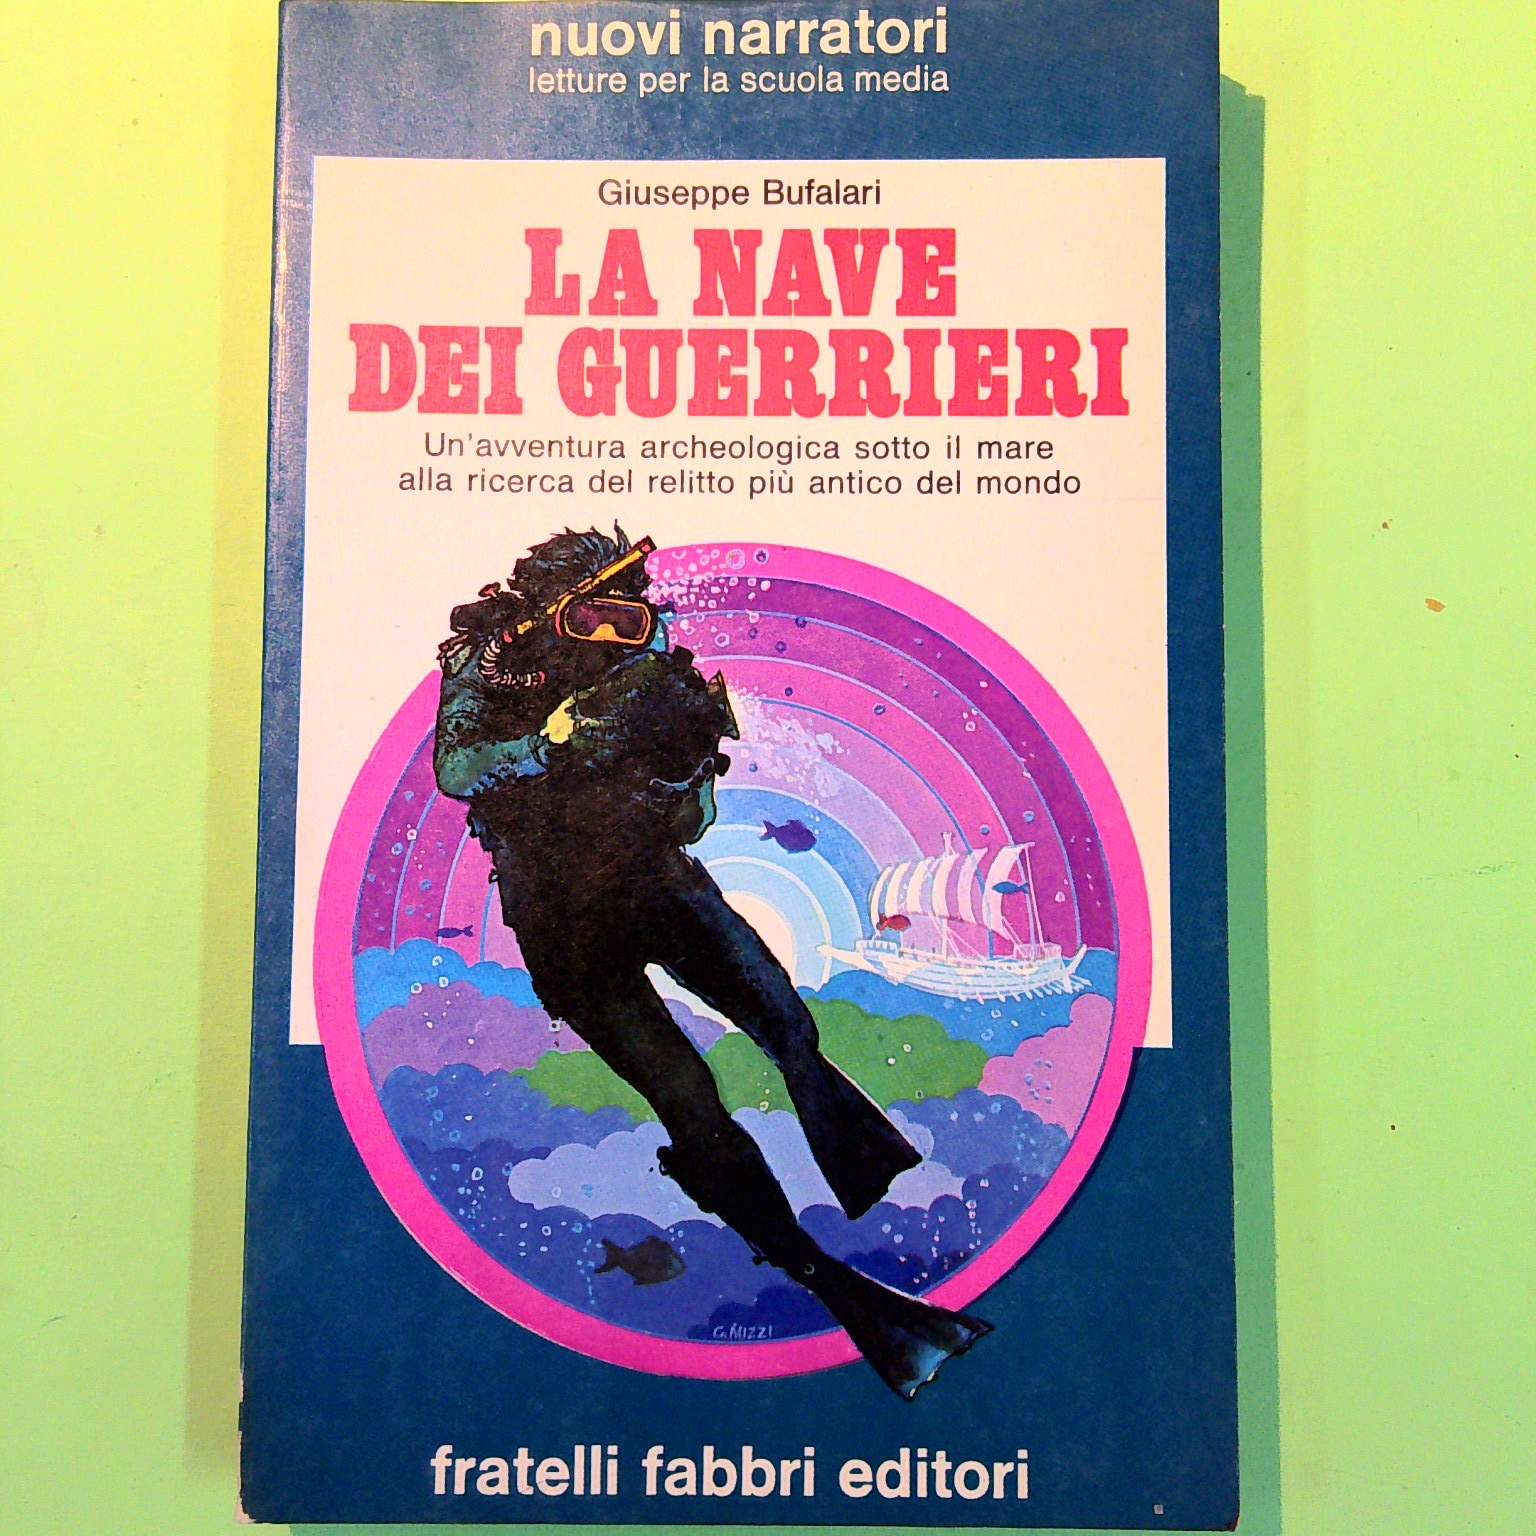 nuovi narratori
letture per la scuola media
Giuseppe Bufalari
LA NAVE
DEI GUERRIERI
Un'avventura archeologica sotto il mare
alla ricerca del relitto più antico del mondo
G. MIZZI
fratelli fabbri editori